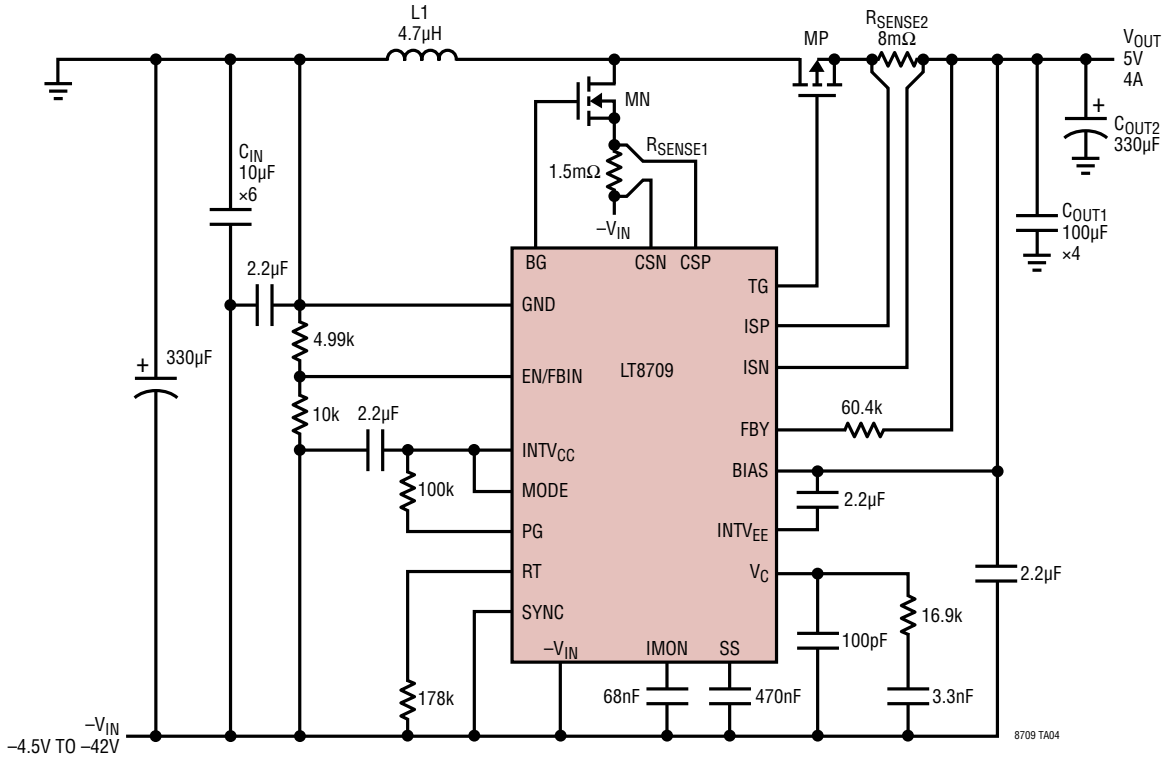 L1
4.7µH
MP
RSENSE2
8mΩ
VOUT
5V
4A
MN
+
COUT2
330µF
CIN
10µF
×6
RSENSE1
1.5mΩ
–VIN
COUT1
100µF
×4
BG
CSN
CSP
2.2µF
TG
GND
ISP
4.99k
+
330µF
ISN
EN/FBIN
LT8709
10k
2.2µF
60.4k
FBY
INTVCC
BIAS
100k
MODE
2.2µF
PG
INTVEE
RT
VC
2.2µF
SYNC
16.9k
100pF
–VIN
IMON
SS
178k
68nF
470nF
3.3nF
–VIN
–4.5V TO –42V
8709 TA04